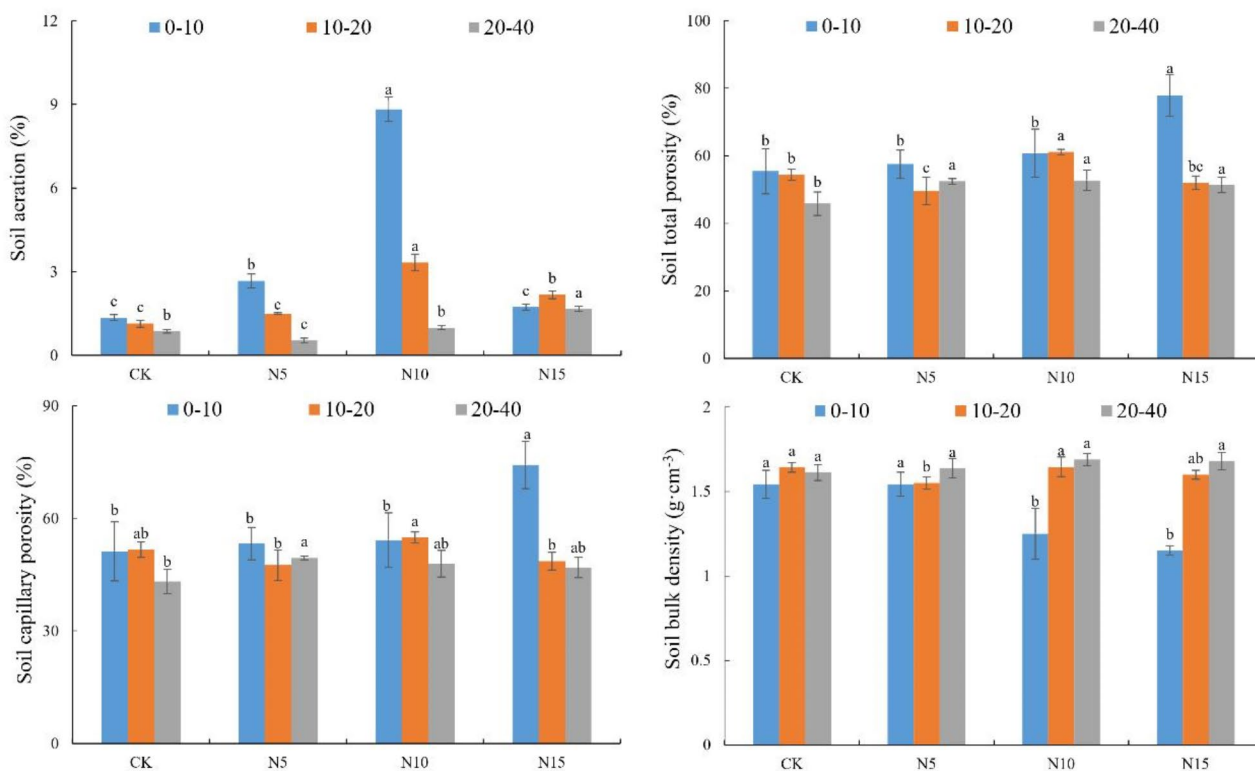 Soil acration (%)
12
9
6
3
0
0-10 10-20 20-40
c c b
b c c
a a b
c b a
CK N5 N10 N15
Soil total porosity (%)
100
80
60
40
20
0
0-10 10-20 20-40
b b b
b c a
b a a
a bc a
CK N5 N10 N15
Soil capillary porosity (%)
90
60
30
0
0-10 10-20 20-40
b ab b
b b a
b a ab
a b ab
CK N5 N10 N15
Soil bulk density (g·cm⁻³)
2
1.5
1
0.5
0
0-10 10-20 20-40
a a a
a b a
b a a
b ab a
CK N5 N10 N15